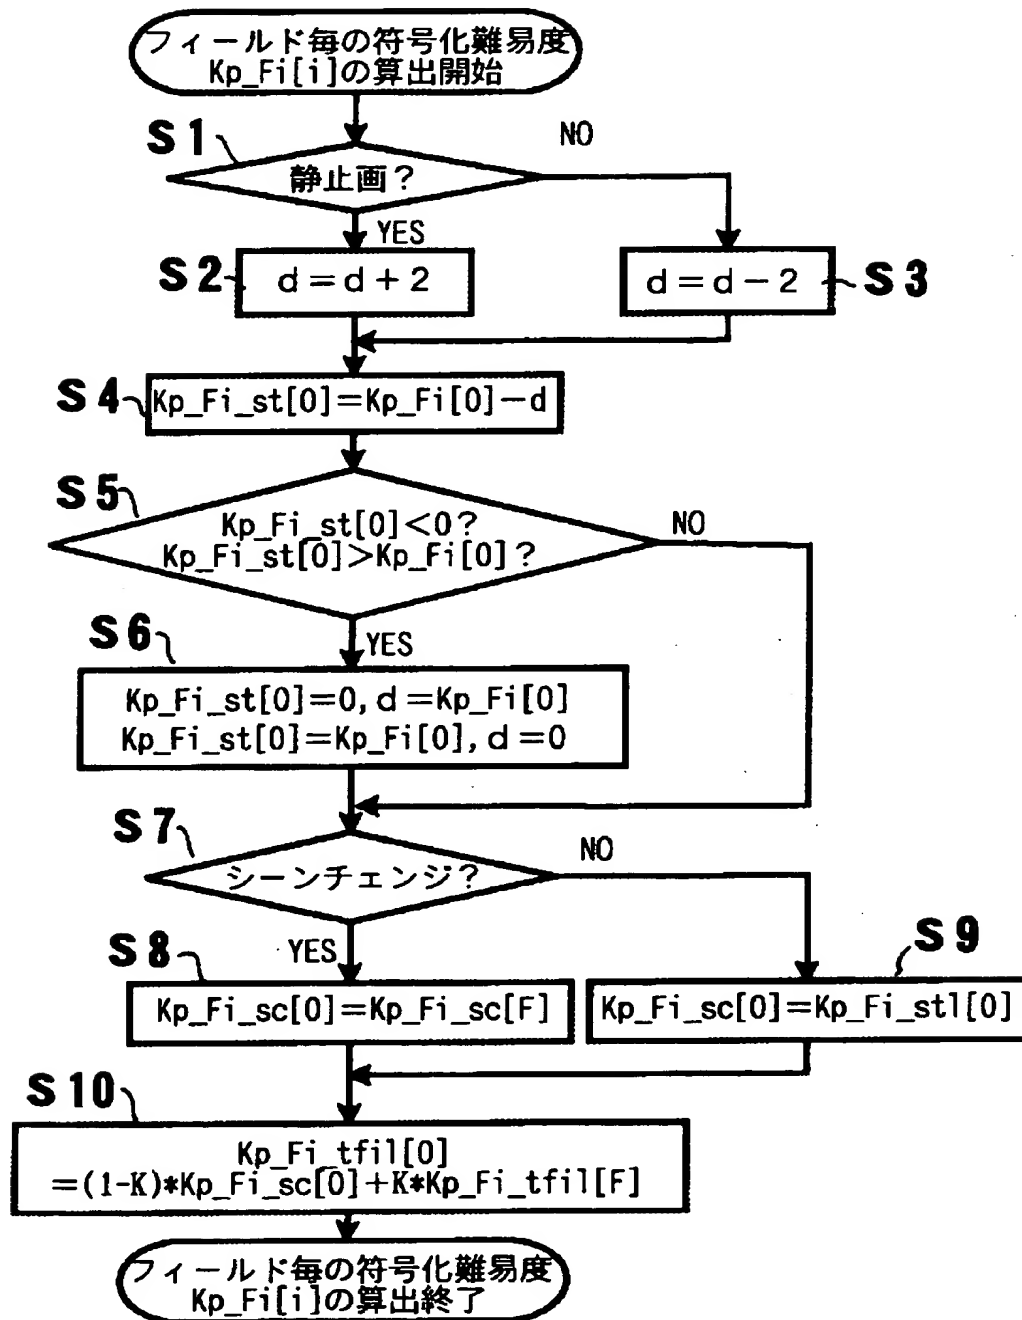 フィールド毎の符号化難易度
Kp_Fi[i]の算出開始
S1
NO
静止画？
YES
S2
d＝d＋2
d＝d－2
S3
S4
Kp_Fi_st[0]=Kp_Fi[0]－d
S5
Kp_Fi_st[0]<0？
Kp_Fi_st[0]>Kp_Fi[0]？
NO
S6
YES
Kp_Fi_st[0]=0, d＝Kp_Fi[0]
Kp_Fi_st[0]=Kp_Fi[0], d＝0
S7
NO
シーンチェンジ？
S8
YES
S9
Kp_Fi_sc[0]=Kp_Fi_sc[F]
Kp_Fi_sc[0]=Kp_Fi_stl[0]
S10
Kp_Fi_tfil[0]
=(1-K)*Kp_Fi_sc[0]+K*Kp_Fi_tfil[F]
フィールド毎の符号化難易度
Kp_Fi[i]の算出終了